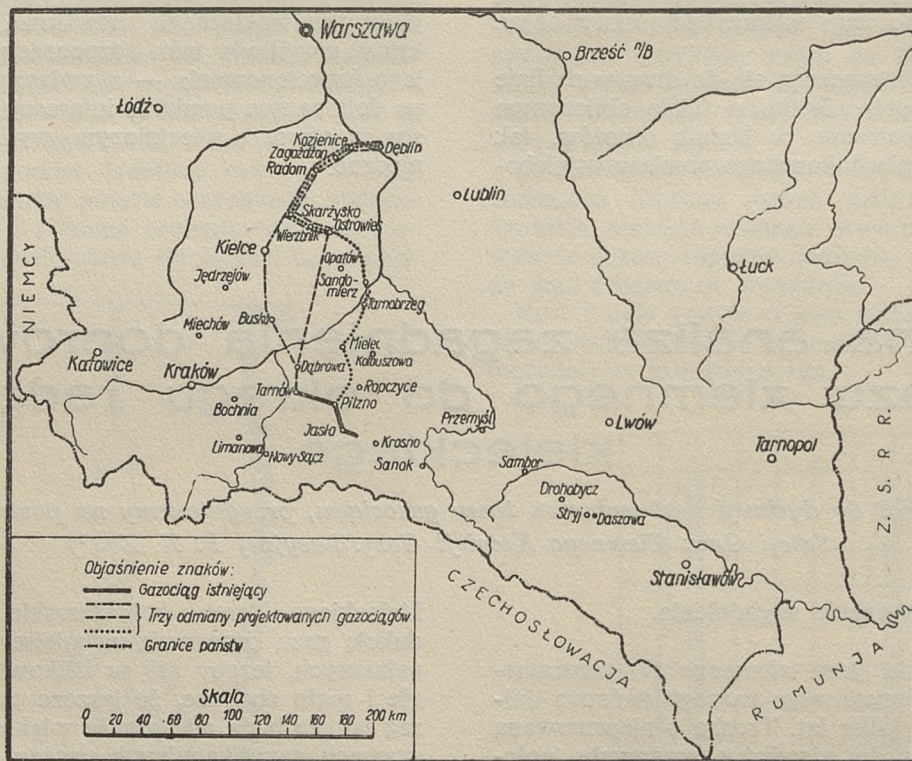 Warszawa
Brześć n/B
Łódź
Kozienice
Zagożdżon
Dęblin
Radom
Lublin
Skarżysko
Ostrowiec
Wierzbnik
Kielce
Opatów
Łuck
Jędrzejów
Sando-
mierz
NIEMCY
Tarnobrzeg
Busko
Miechów
Mielec
Kolbuszowa
Katowice
Dąbrowa
Kraków
Ropczyce
Tarnów
Pilzno
Bochnia
Przemyśl
Lwów
Jasło
Limanowa
Krosno
Nowy-Sącz
Sanok
Tarnopol
Z. S. R. R.
Sambor
Drohobycz
Stryj
Daszawa
Stanisławów
CZECHOSŁOWACJA
RUMUNJA
Objaśnienie znaków:
Gazociąg istniejący
Trzy odmiany projektowanych gazociągów
Granice państw
Skala
0 20 40 60 80 100 120 140 160 180 200 km